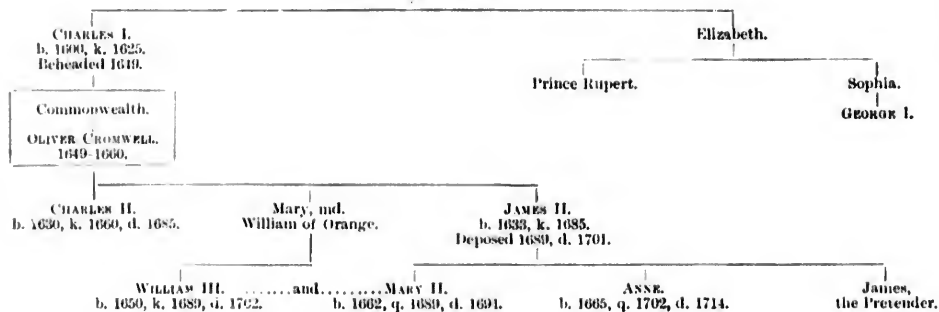 CHARLES I.
b. 1600, k. 1625.
Beheaded 1649.
Elizabeth.
Prince Rupert.
Sophia.
GEORGE I.
Commonwealth.
OLIVER CROMWELL.
1649-1660.
CHARLES II.
b. 1630, k. 1660, d. 1685.
Mary, md.
William of Orange.
JAMES II.
b. 1633, k. 1685.
Deposed 1689, d. 1701.
WILLIAM III. .......and.........MARY II.
b. 1650, k. 1689, d. 1702.
b. 1662, q. 1689, d. 1694.
ANNE.
b. 1665, q. 1702, d. 1714.
James,
the Pretender.